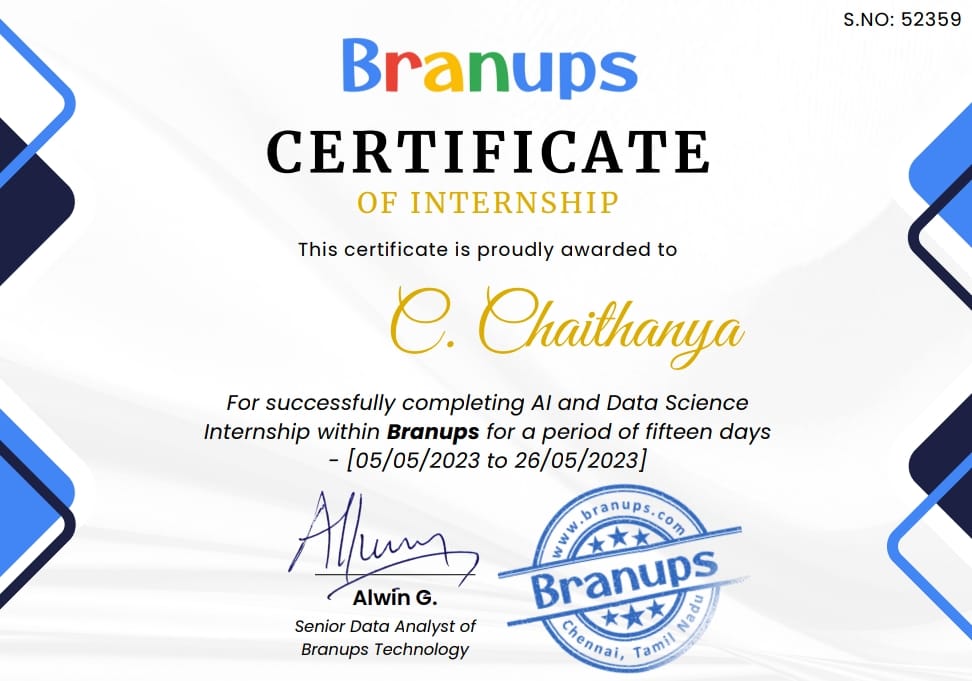 S.NO: 52359
Branups
CERTIFICATE
OF INTERNSHIP
This certificate is proudly awarded to
C. Chaithanya
For successfully completing AI and Data Science
Internship within Branups for a period of fifteen days
- [05/05/2023 to 26/05/2023]
Alwin G.
Senior Data Analyst of
Branups Technology
www.branups.com
Branups
Chennai, Tamil Nadu